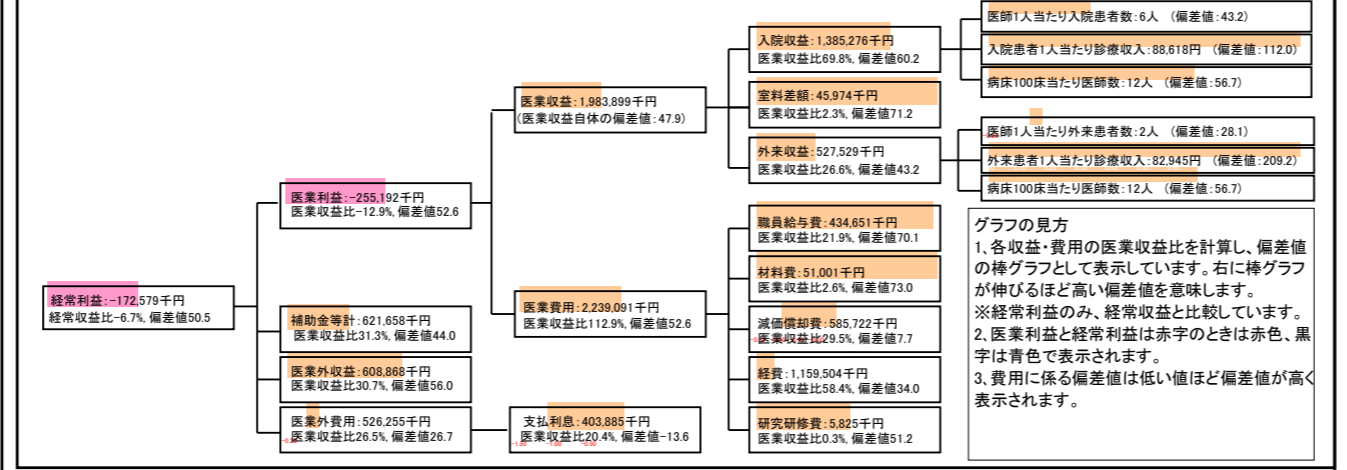 経常利益：-172,579千円
経常収支比-6.7%, 偏差値50.5
医業利益：-255,192千円
医業収益比-12.9%, 偏差値52.6
補助金等計：621,658千円
医業収益比31.3%, 偏差値44.0
医業外収益：608,868千円
医業収益比30.7%, 偏差値56.0
医業外費用：526,255千円
医業収益比26.5%, 偏差値26.7
医業収益：1,983,899千円
(医業収益自体の偏差値：47.9)
医業費用：2,239,091千円
医業収益比112.9%, 偏差値52.6
支払利息：403,885千円
医業収益比20.4%, 偏差値-13.6
-1.50 -1.00 -0.50
入院収益：1,385,276千円
医業収益比69.8%, 偏差値60.2
室料差額：45,974千円
医業収益比2.3%, 偏差値71.2
外来収益：527,529千円
医業収益比26.6%, 偏差値43.2
職員給与費：434,651千円
医業収益比21.9%, 偏差値70.1
材料費：51,001千円
医業収益比2.6%, 偏差値73.0
減価償却費：585,722千円
医業収益比29.5%, 偏差値7.7
経費：1,159,504千円
医業収益比58.4%, 偏差値34.0
研究研修費：5,825千円
医業収益比0.3%, 偏差値51.2
医師1人当たり入院患者数：6人 (偏差値：43.2)
入院患者1人当たり診療収入：88,618円 (偏差値：112.0)
病床100床当たり医師数：12人 (偏差値：56.7)
医師1人当たり外来患者数：2人 (偏差値：28.1)
外来患者1人当たり診療収入：82,945円 (偏差値：209.2)
病床100床当たり医師数：12人 (偏差値：56.7)
グラフの見方
1、各収益・費用の医業収益比を計算し、偏差値
の棒グラフとして表示しています。右に棒グラフ
が伸びるほど高い偏差値を意味します。
※経常利益のみ、経常収益と比較しています。
2、医業利益と経常利益は赤字のときは赤色、黒
字は青色で表示されます。
3、費用に係る偏差値は低い値ほど偏差値が高く
表示されます。